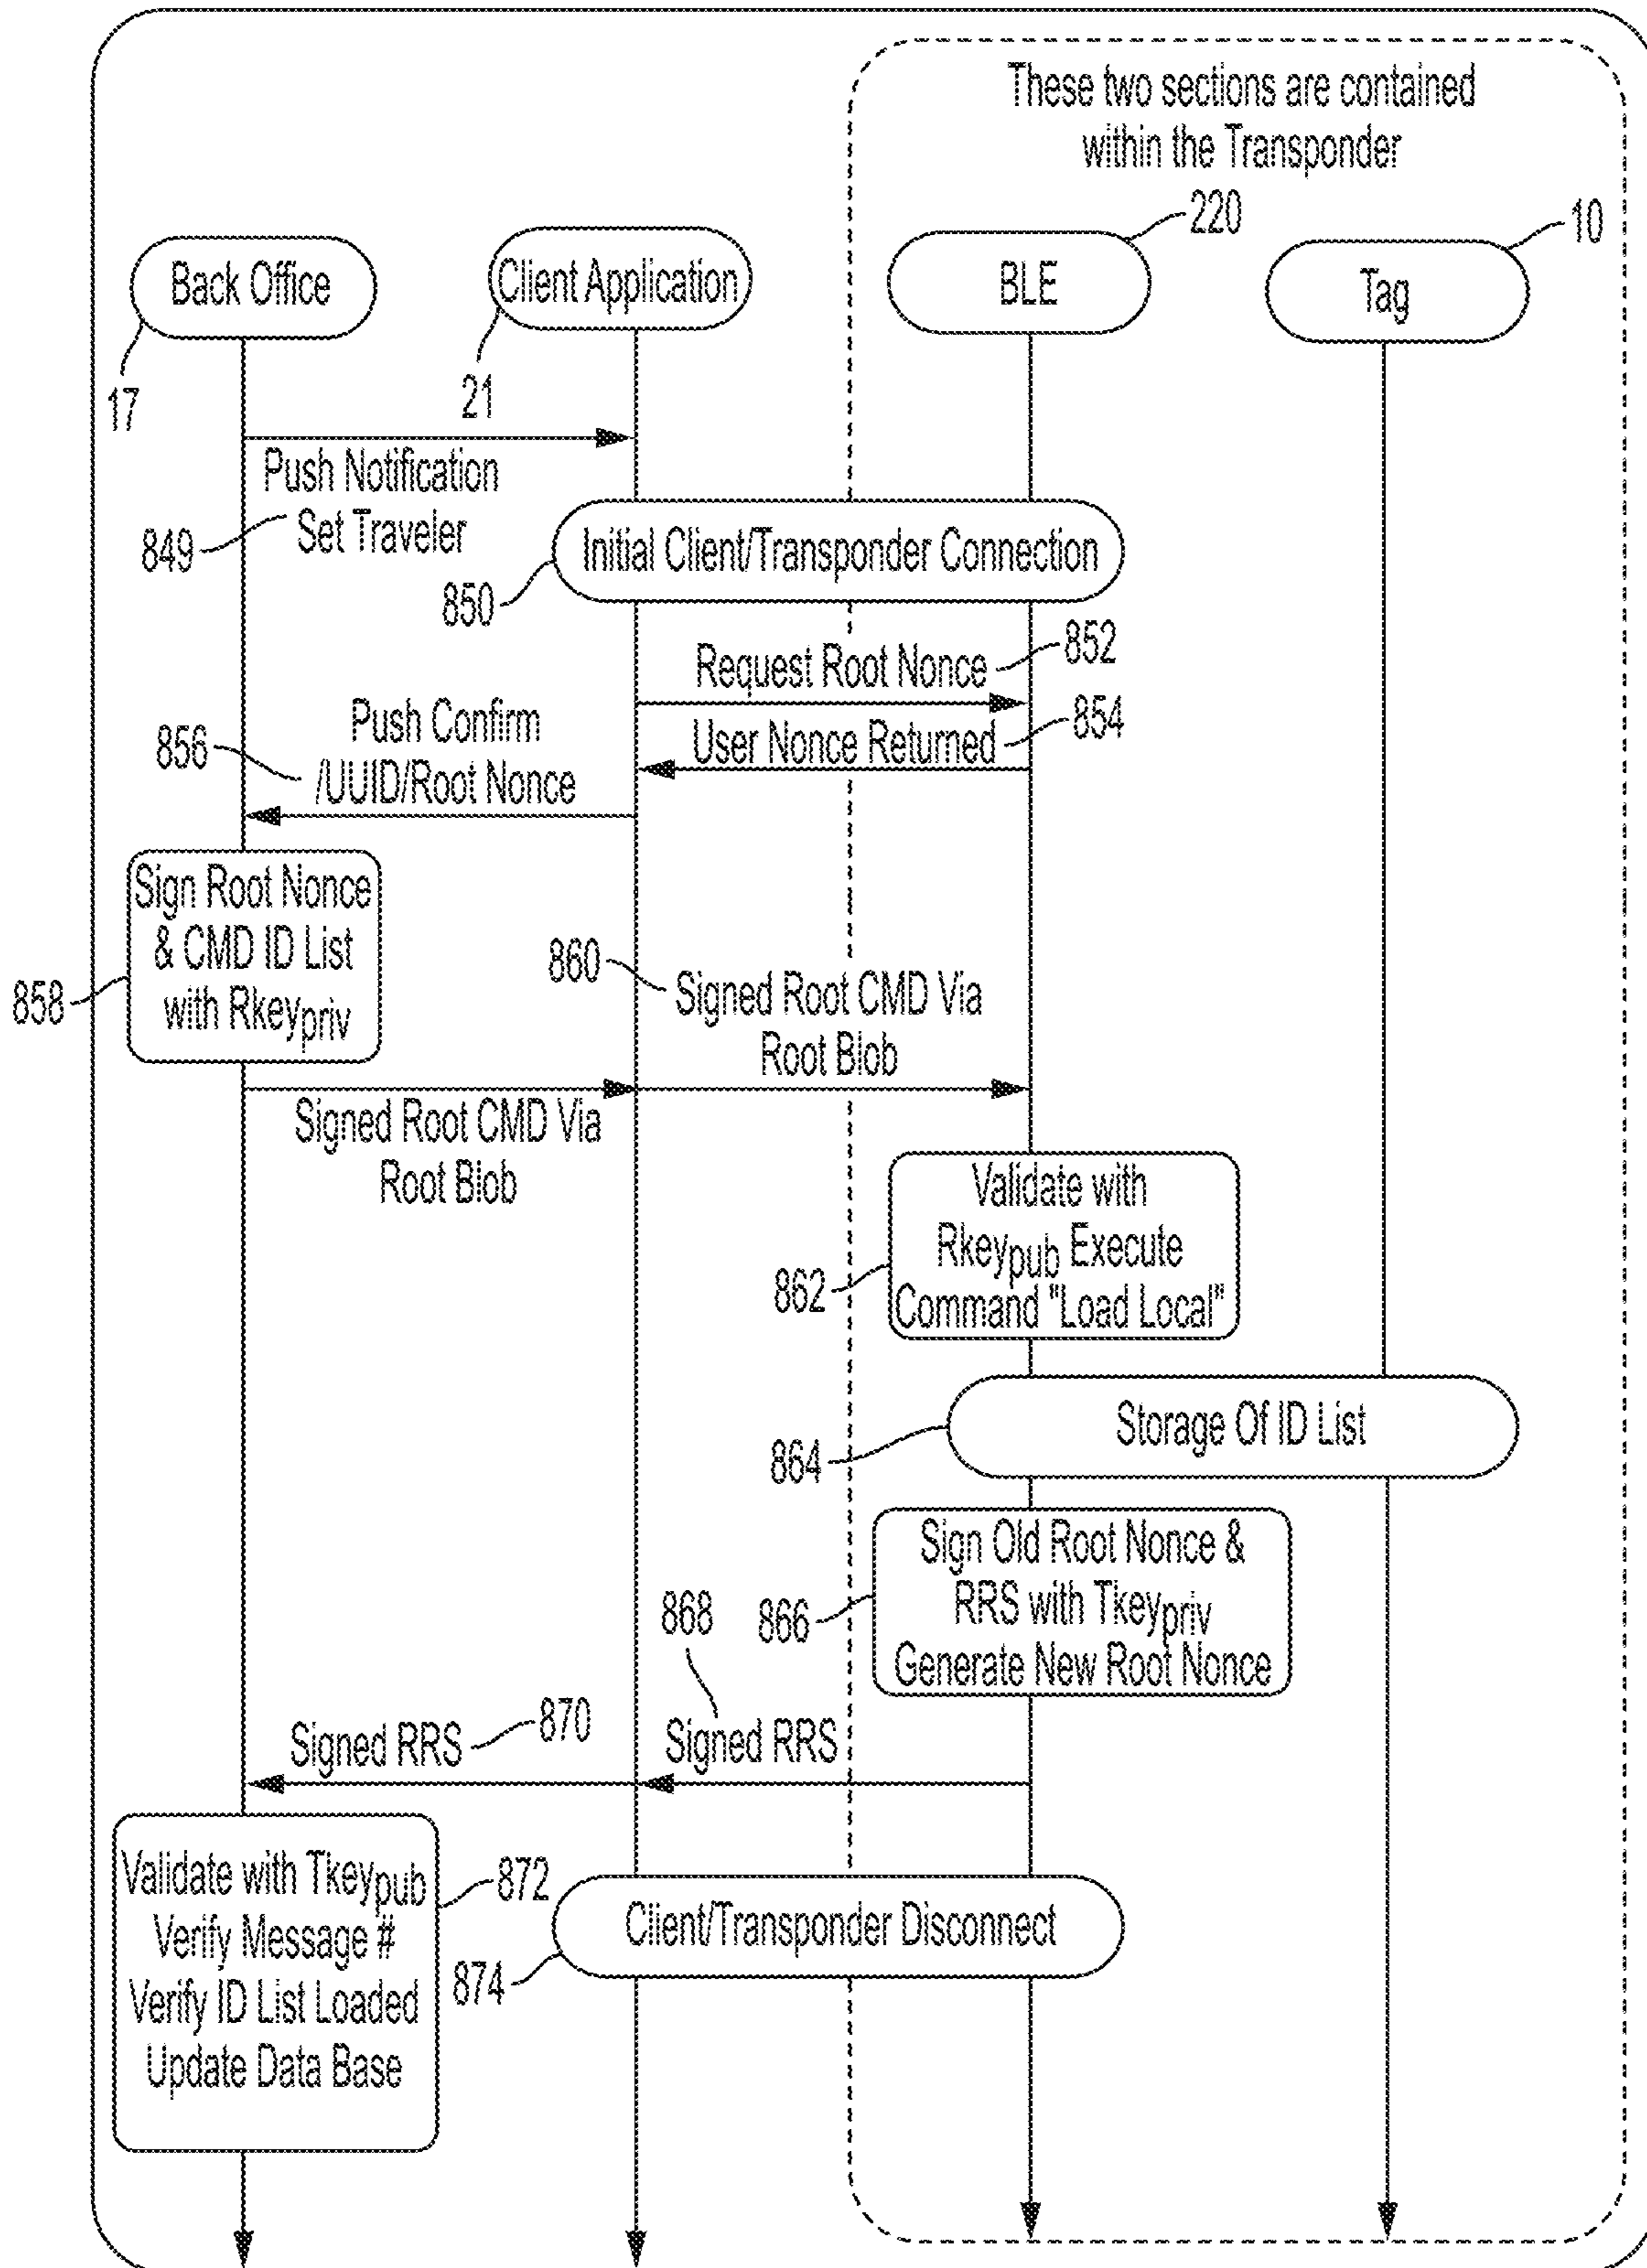 These two sections are contained
within the Transponder
220
10
Back Office
Client Application
BLE
Tag
17
21
Push Notification
Set Traveler
849
Initial Client/Transponder Connection
850
Request Root Nonce
852
User Nonce Returned
854
Push Confirm
/UUID/Root Nonce
856
Sign Root Nonce
& CMD ID List
with Rkeypriv
858
860
Signed Root CMD Via
Root Blob
Signed Root CMD Via
Root Blob
Validate with
Rkeypub Execute
Command "Load Local"
862
Storage Of ID List
864
Sign Old Root Nonce &
RRS with Tkeypriv
Generate New Root Nonce
866
868
Signed RRS
870
Signed RRS
Validate with Tkeypub
Verify Message #
Verify ID List Loaded
Update Data Base
872
Client/Transponder Disconnect
874